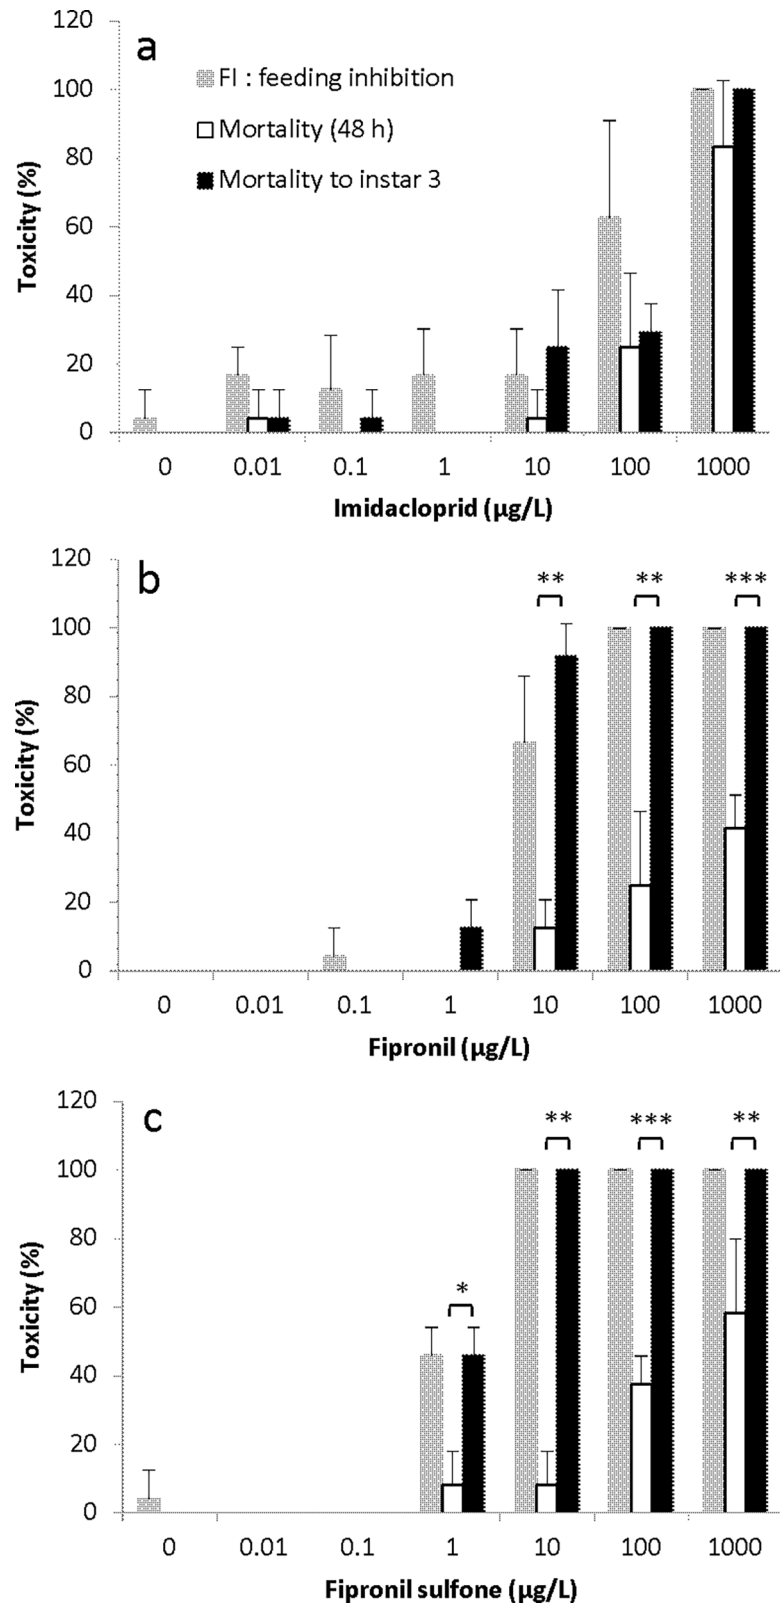 120
a
FI : feeding inhibition
100
Mortality (48 h)
80
Mortality to instar 3
60
40
20
0
Toxicity (%)
0 0.01 0.1 1 10 100 1000
Imidacloprid (µg/L)
120
b
** ** ***
100
80
60
40
20
0
Toxicity (%)
0 0.01 0.1 1 10 100 1000
Fipronil (µg/L)
120
c
** *** **
100
80
60
*
40
20
0
Toxicity (%)
0 0.01 0.1 1 10 100 1000
Fipronil sulfone (µg/L)